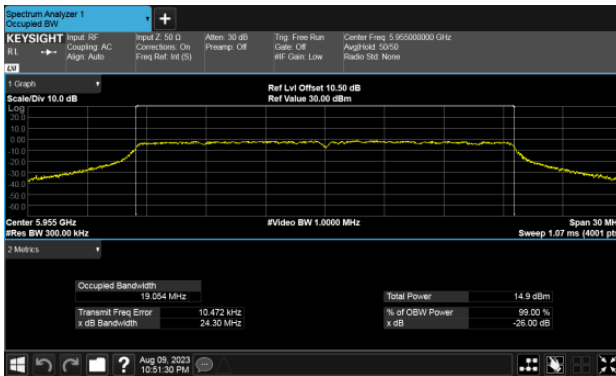 Spectrum Analyzer 1
Occupied BW
+
KEYSIGHT Input: RF Input Z: 50 Ω Atten: 30 dB Trig: Free Run Center Freq: 5.955000000 GHz
RL Coupling: AC Corrections: On Preamp: Off Gate: Off Avg|Hold: 50/50
Align: Auto Freq Ref: Int (S) #IF Gain: Low Radio Std: None
LXI
1 Graph
Ref Lvl Offset 10.50 dB
Scale/Div 10.0 dB Ref Value 30.00 dBm
Log
20.0
10.0
0.00
-10.0
-20.0
-30.0
-40.0
-50.0
-60.0
Center 5.955 GHz #Video BW 1.0000 MHz Span 30 MH
#Res BW 300.00 kHz Sweep 1.07 ms (4001 pts
2 Metrics
Occupied Bandwidth
19.054 MHz Total Power 14.9 dBm
Transmit Freq Error 10.472 kHz % of OBW Power 99.00 %
x dB Bandwidth 24.30 MHz x dB -26.00 dB
? Aug 09, 2023
10:51:30 PM